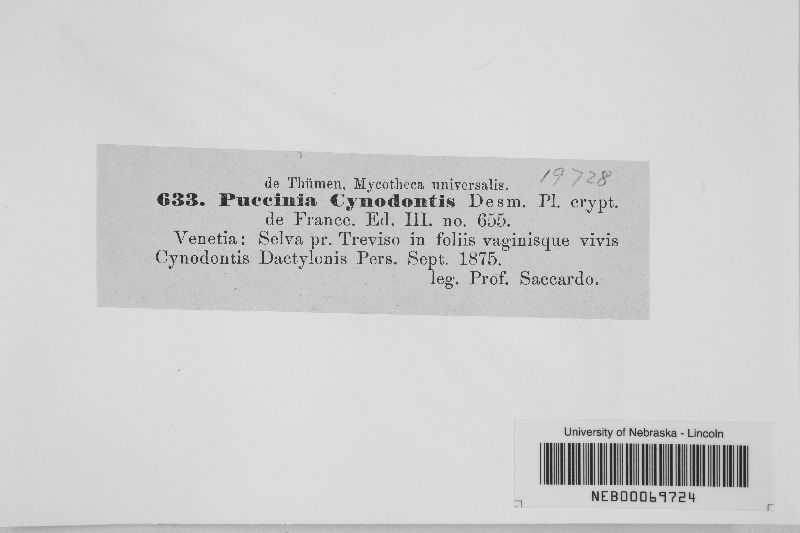 de Thümen, Mycotheca universalis. 19728
633. Puccinia Cynodontis Desm. Pl. crypt.
de France. Ed. III. no. 655.
Venetia: Selva pr. Treviso in foliis vaginisque vivis
Cynodontis Dactylonis Pers. Sept. 1875.
leg. Prof. Saccardo.
University of Nebraska - Lincoln
NEB00069724